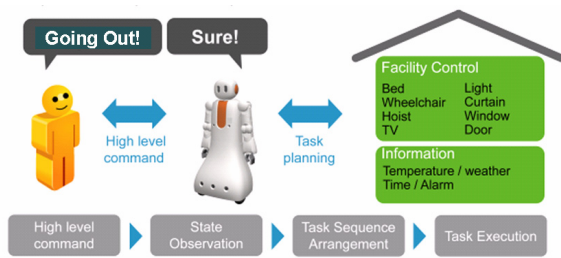 Going Out!
Sure!
High level
command
Task
planning
Facility Control
Bed
Light
Wheelchair
Curtain
Hoist
Window
TV
Door
Information
Temperature / weather
Time / Alarm
High level
command
State
Observation
Task Sequence
Arrangement
Task Execution